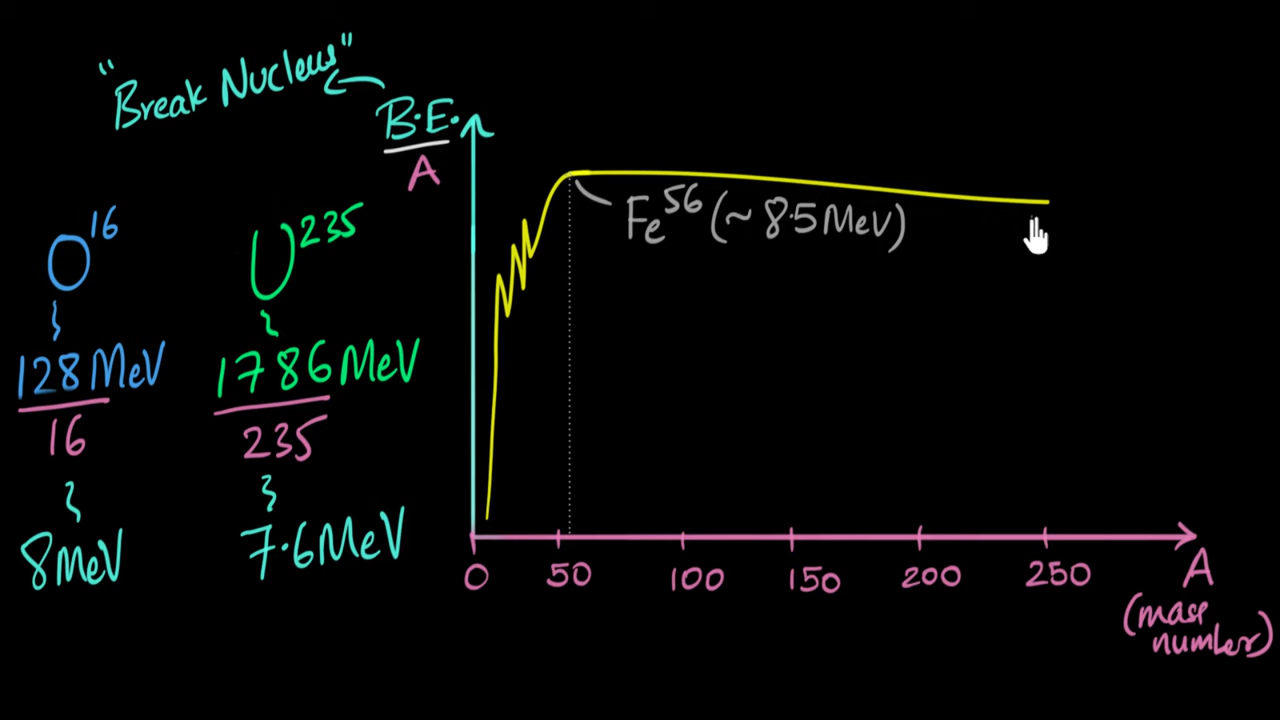 "Break Nucleus"
B.E.
A
O¹⁶
U²³⁵
128 MeV
16
1786 MeV
235
8 MeV
7.6 MeV
Fe⁵⁶ (~ 8.5 MeV)
0 50 100 150 200 250
A
(mass
number)